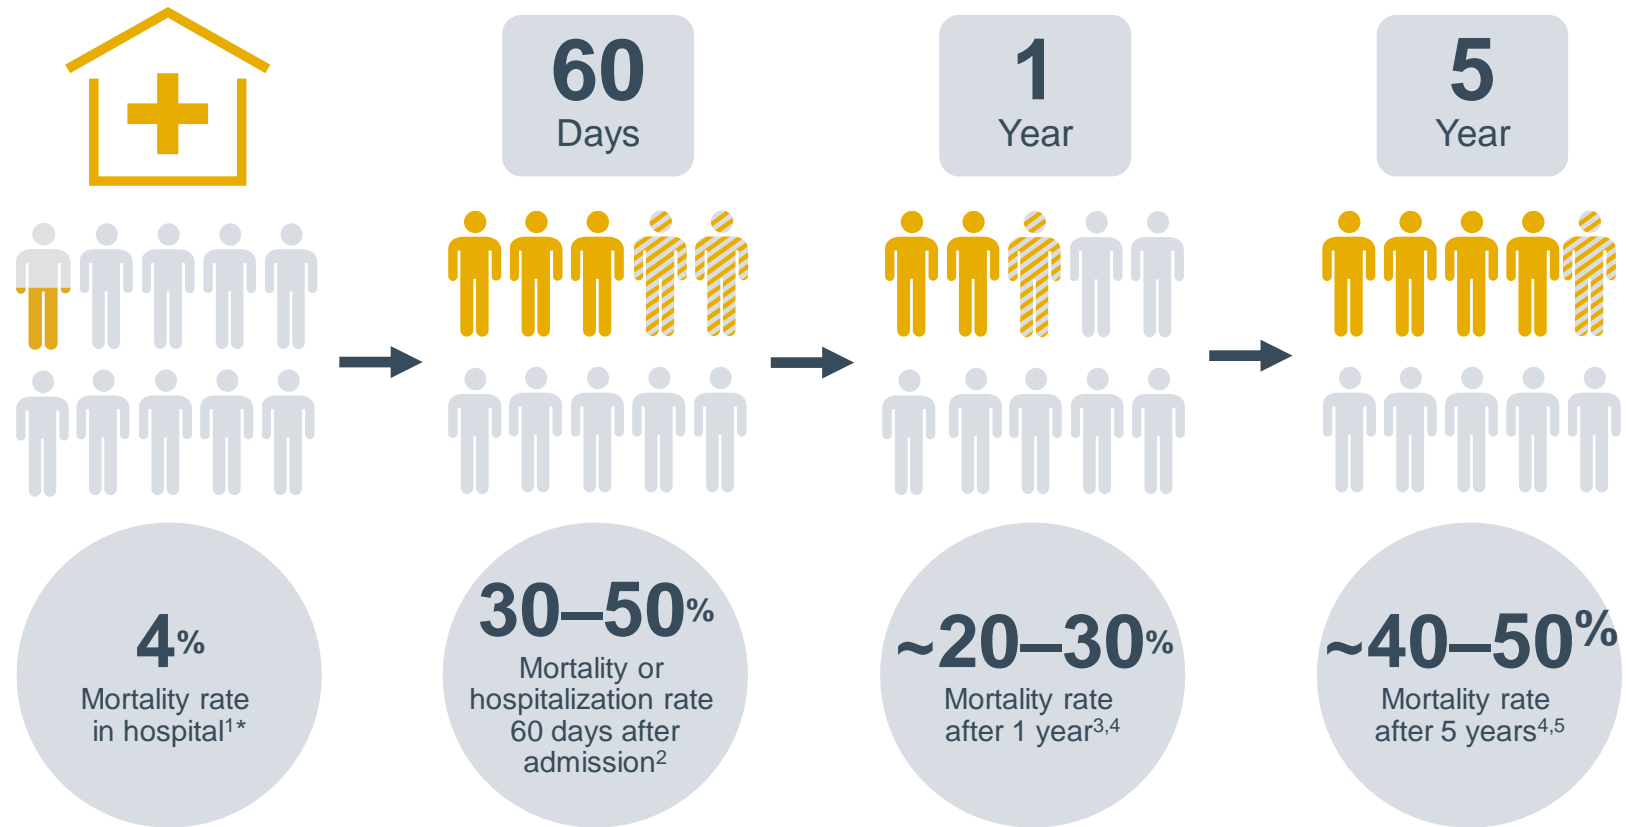 60
Days
1
Year
5
Year
4%
Mortality rate
in hospital1*
30–50%
Mortality or
hospitalization rate
60 days after
admission2
~20–30%
Mortality rate
after 1 year3,4
~40–50%
Mortality rate
after 5 years4,5